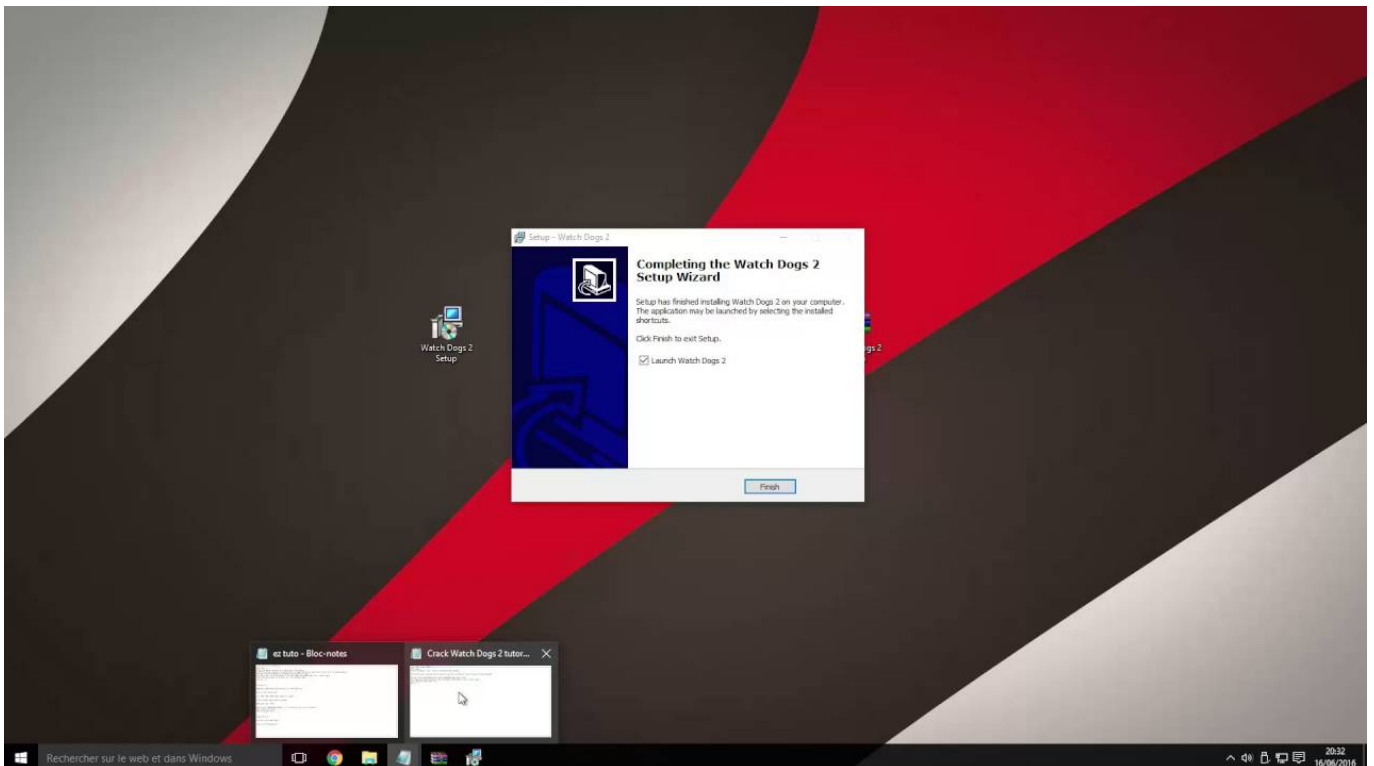 Setup - Watch Dogs 2
Completing the Watch Dogs 2
Setup Wizard
Setup has finished installing Watch Dogs 2 on your computer.
The application may be launched by selecting the installed
shortcuts.
Click Finish to exit Setup.
Launch Watch Dogs 2
Finish
Watch Dogs 2
Setup
gs 2
ez tuto - Bloc-notes
Crack Watch Dogs 2 tutor...
Rechercher sur le web et dans Windows
20:32
16/06/2016